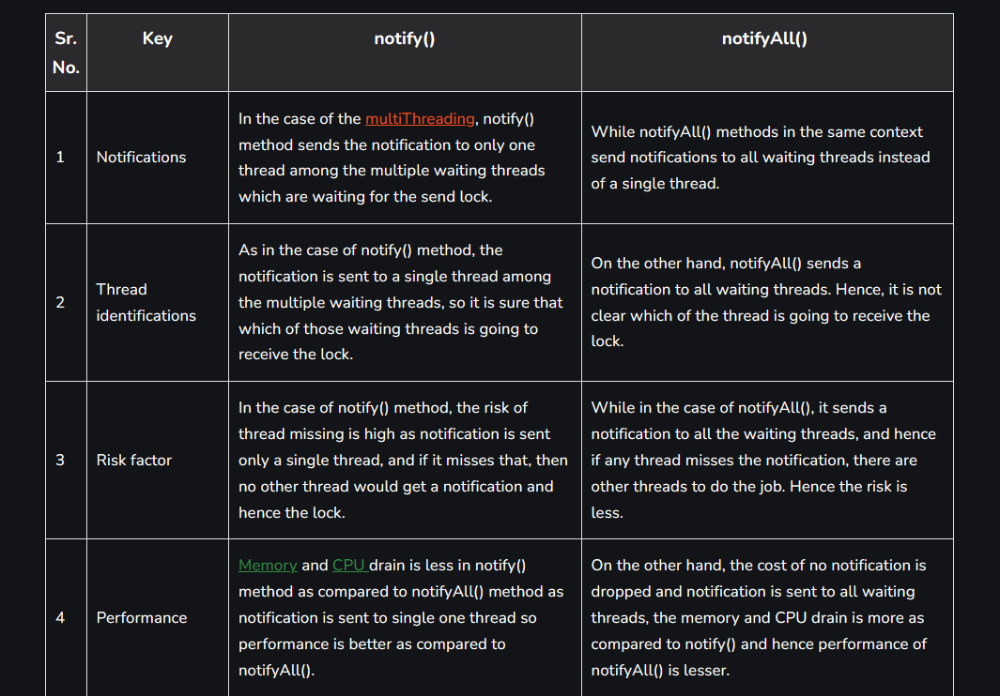 Sr. No.
Key
notify()
notifyAll()
1
Notifications
In the case of the multiThreading, notify()
method sends the notification to only one
thread among the multiple waiting threads
which are waiting for the send lock.
While notifyAll() methods in the same context
send notifications to all waiting threads instead
of a single thread.
2
Thread
identifications
As in the case of notify() method, the
notification is sent to a single thread among
the multiple waiting threads, so it is sure that
which of those waiting threads is going to
receive the lock.
On the other hand, notifyAll() sends a
notification to all waiting threads. Hence, it is not
clear which of the thread is going to receive the
lock.
3
Risk factor
In the case of notify() method, the risk of
thread missing is high as notification is sent
only a single thread, and if it misses that, then
no other thread would get a notification and
hence the lock.
While in the case of notifyAll(), it sends a
notification to all the waiting threads, and hence
if any thread misses the notification, there are
other threads to do the job. Hence the risk is
less.
4
Performance
Memory and CPU drain is less in notify()
method as compared to notifyAll() method as
notification is sent to single one thread so
performance is better as compared to
notifyAll().
On the other hand, the cost of no notification is
dropped and notification is sent to all waiting
threads, the memory and CPU drain is more as
compared to notify() and hence performance of
notifyAll() is lesser.